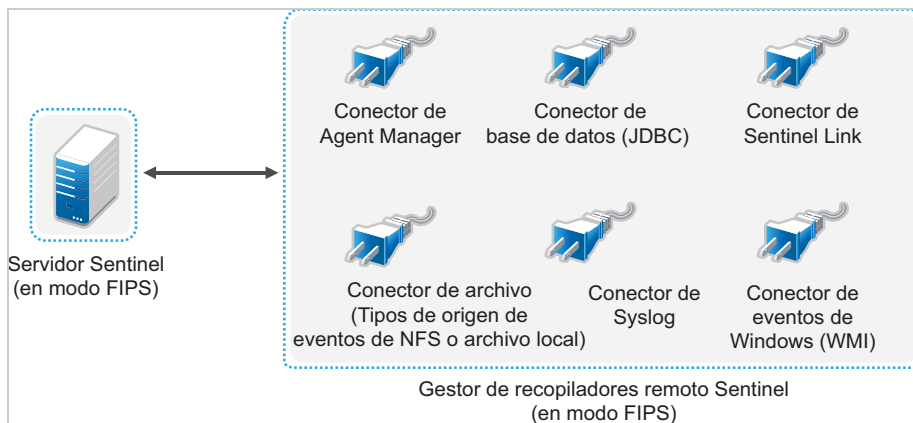 Conector de
Agent Manager
Conector de
base de datos (JDBC)
Conector de
Sentinel Link
Servidor Sentinel
(en modo FIPS)
Conector de archivo
(Tipos de origen de
eventos de NFS o archivo local)
Conector de
Syslog
Conector de
eventos de
Windows (WMI)
Gestor de recopiladores remoto Sentinel
(en modo FIPS)